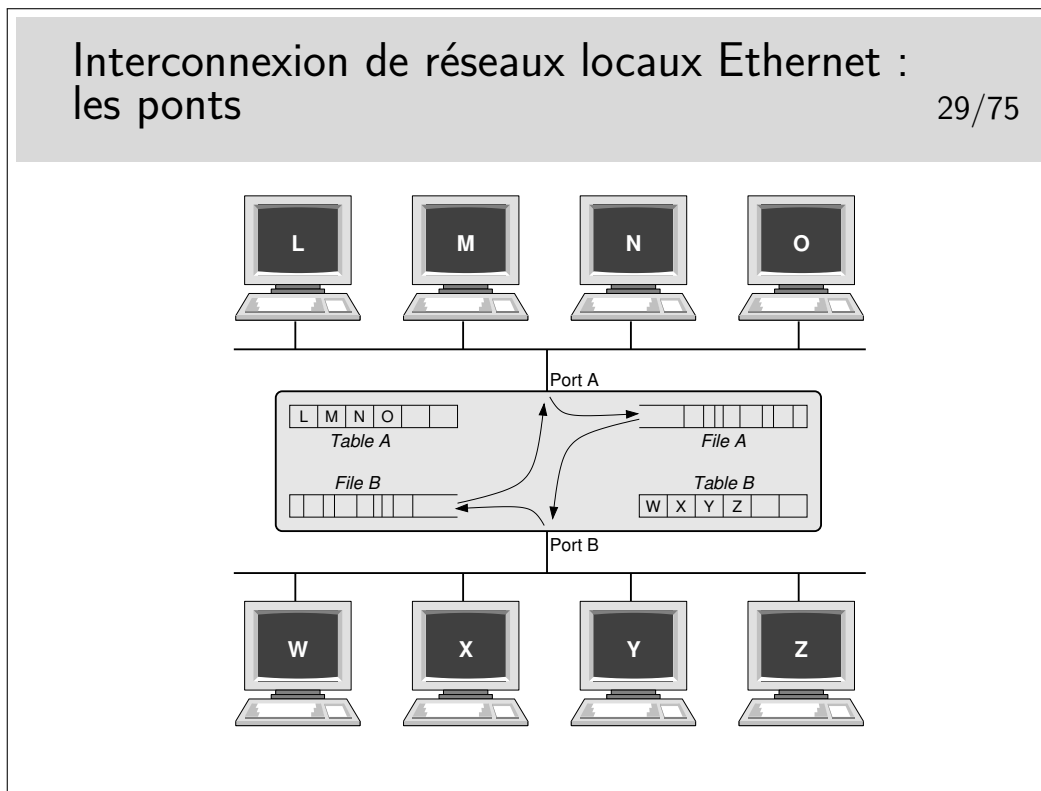 Interconnexion de réseaux locaux Ethernet :
les ponts
29/75
L M N O
Port A
L M N O
Table A
File A
File B
Table B
W X Y Z
Port B
W X Y Z